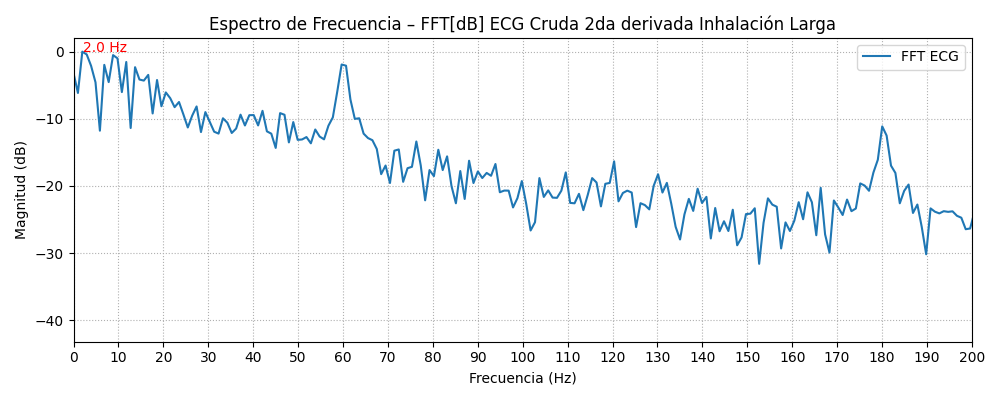 Espectro de Frecuencia – FFT[dB] ECG Cruda 2da derivada Inhalación Larga
2.0 Hz
FFT ECG
0
−10
−20
−30
−40
Magnitud (dB)
0 10 20 30 40 50 60 70 80 90 100 110 120 130 140 150 160 170 180 190 200
Frecuencia (Hz)